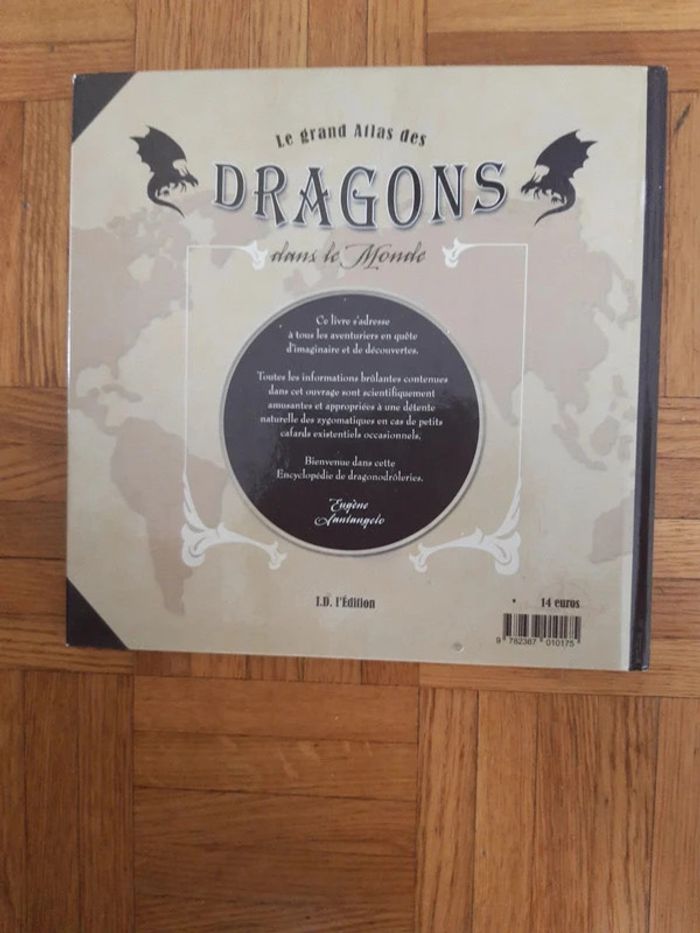 Le grand Atlas des
DRAGONS
dans le Monde
Ce livre s'adresse
à tous les aventuriers en quête
d'imaginaire et de découvertes.
Toutes les informations brûlantes contenues
dans cet ouvrage sont scientifiquement
amusantes et appropriées à une détente
naturelle des zygomatiques en cas de petits
cafards existentiels occasionnels.
Bienvenue dans cette
Encyclopédie de dragonodrôleries.
Eugène
Santangelo
I.D. l'Édition
14 euros
9 782367 010175